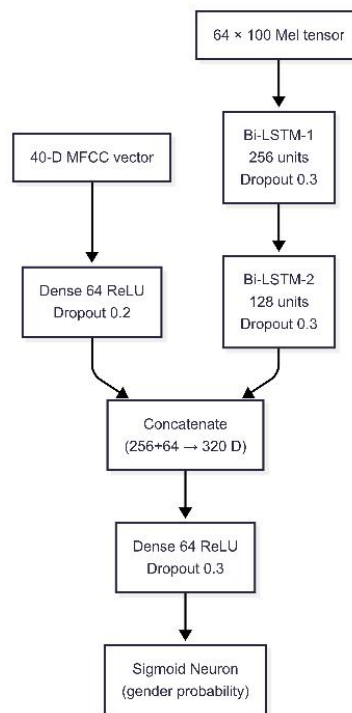 64 × 100 Mel tensor
Bi-LSTM-1
256 units
Dropout 0.3
40-D MFCC vector
Dense 64 ReLU
Dropout 0.2
Bi-LSTM-2
128 units
Dropout 0.3
Concatenate
(256+64 → 320 D)
Dense 64 ReLU
Dropout 0.3
Sigmoid Neuron
(gender probability)